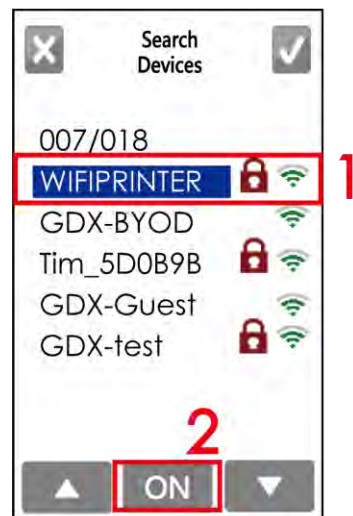 Search
Devices
007/018
WIFIPRINTER
1
GDX-BYOD
Tim_5D0B9B
GDX-Guest
GDX-test
2
ON